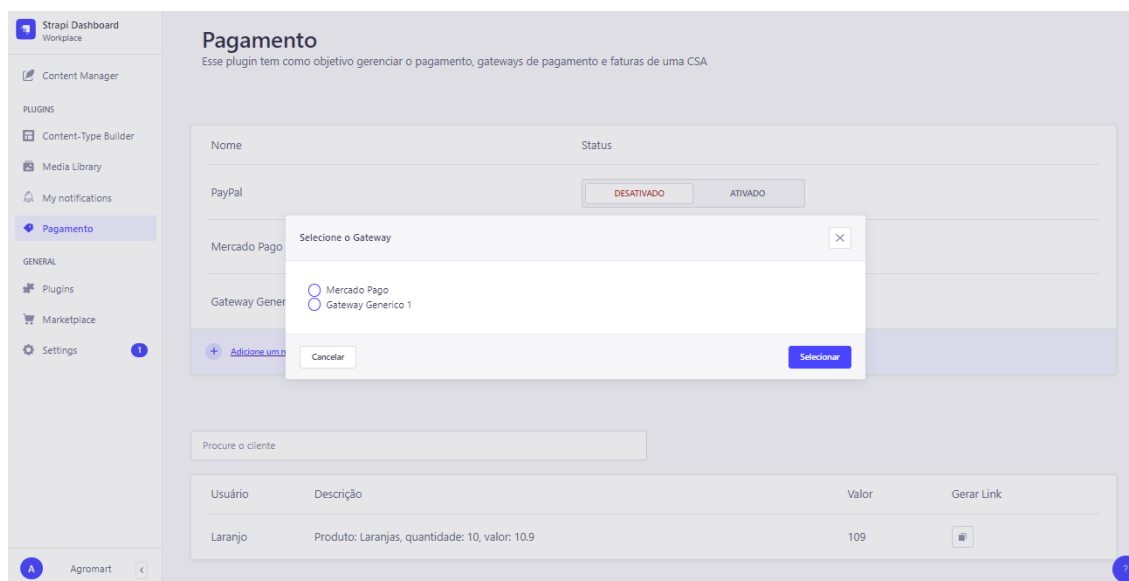 Strapi Dashboard
Workplace
Content Manager
PLUGINS
Content-Type Builder
Media Library
My notifications
Pagamento
GENERAL
Plugins
Marketplace
Settings
1
A
Agromart
Pagamento
Esse plugin tem como objetivo gerenciar o pagamento, gateways de pagamento e faturas de uma CSA
Nome Status
PayPal DESATIVADO ATIVADO
Mercado Pago
Gateway Gener
Adicione um n
Selecione o Gateway
Mercado Pago
Gateway Generico 1
Cancelar Selecionar
Procure o cliente
Usuário Descrição Valor Gerar Link
Laranjo Produto: Laranjas, quantidade: 10, valor: 10.9 109
?